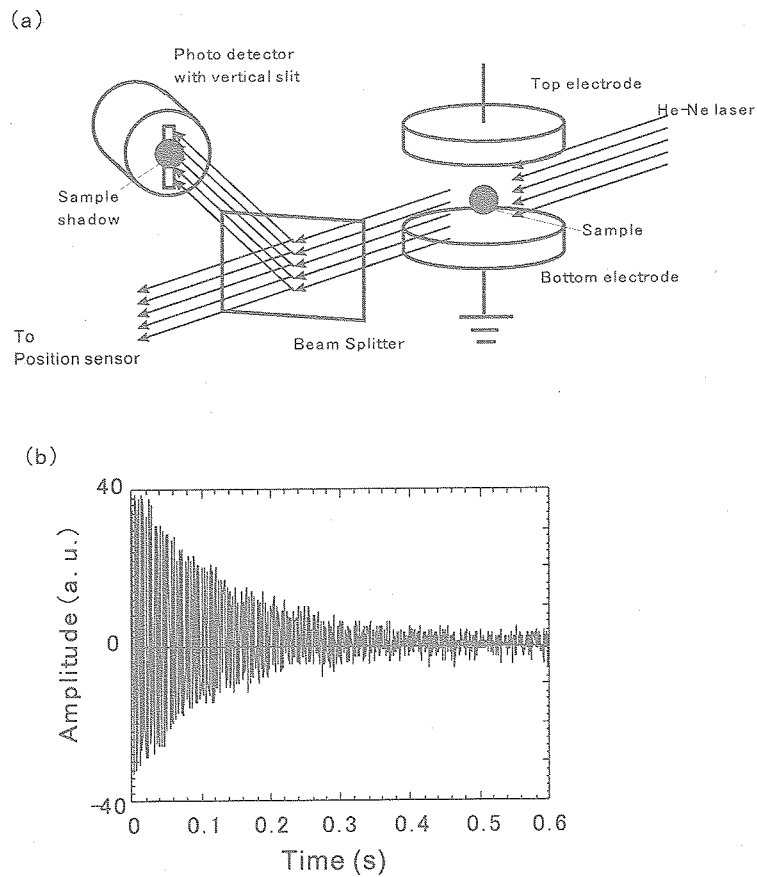 (a)
Photo detector
with vertical slit
Top electrode
He-Ne laser
Sample
shadow
Sample
Bottom electrode
To
Position sensor
Beam Splitter
(b)
40
0
-40
Amplitude (a. u.)
0 0.1 0.2 0.3 0.4 0.5 0.6
Time (s)